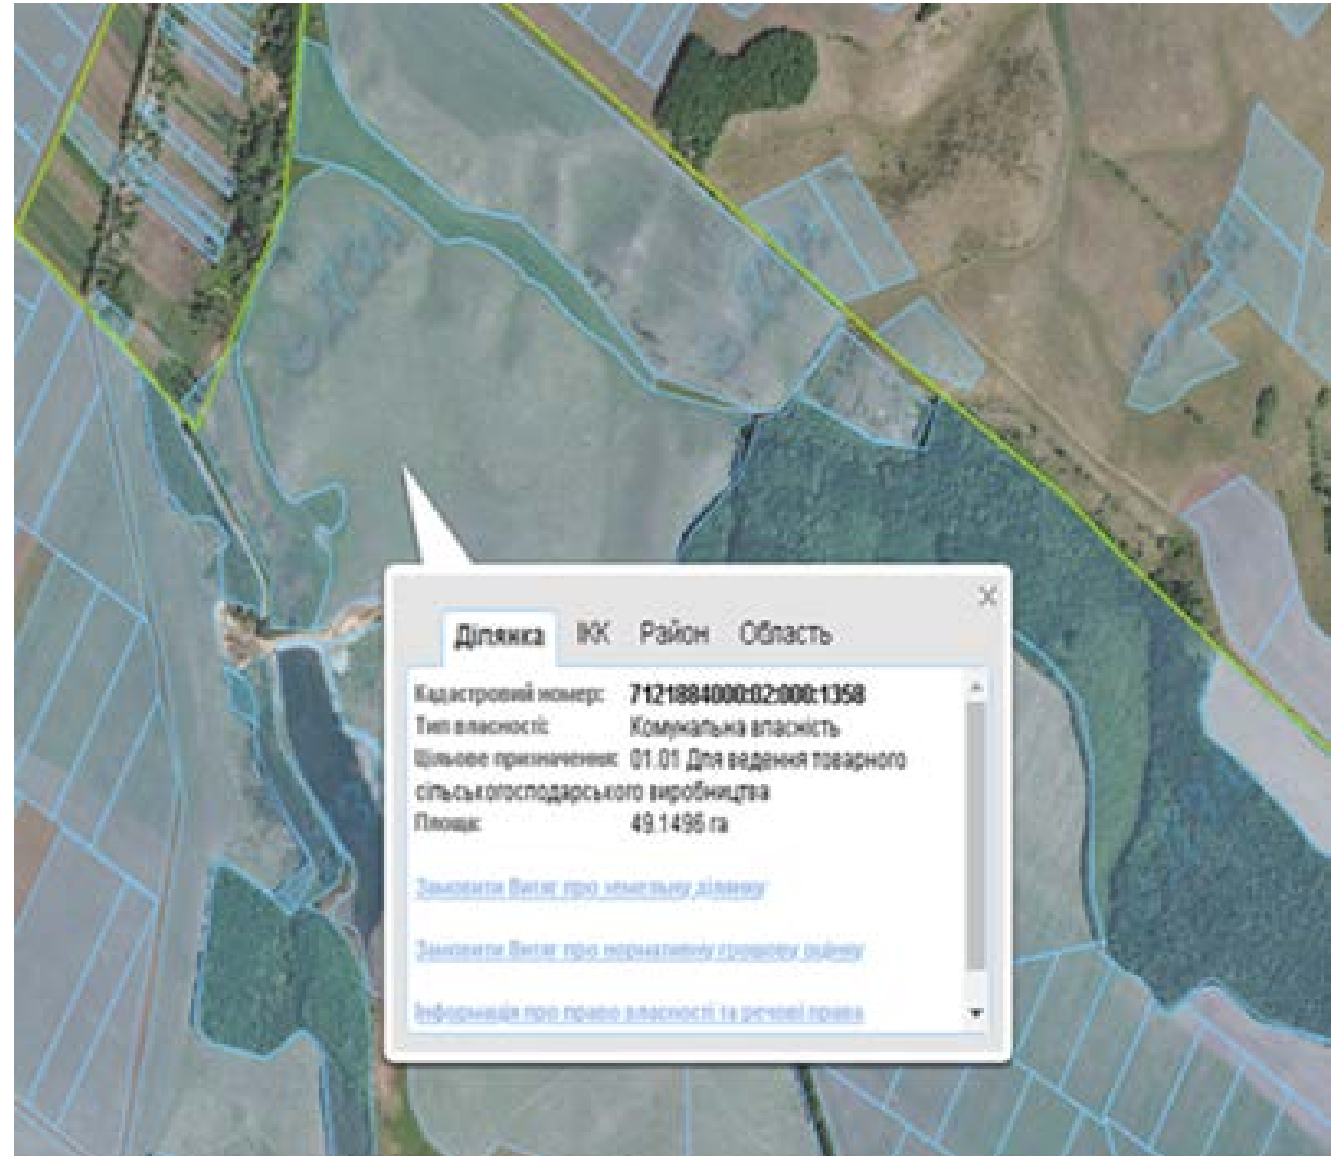 Ділянка ІКК Район Область
Кадастровий номер: 7121884000:02:000:1358
Тип власності: Комунальна власність
Цільове призначення: 01.01 Для ведення товарного
сільськогосподарського виробництва
Площа: 49.1496 га
Замовити Витяг про земельну ділянку
Замовити Витяг про нормативну грошову оцінку
Інформація про право власності та речові права